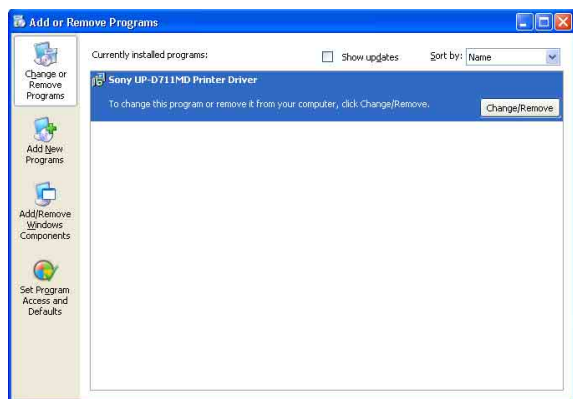 Add or Remove Programs
Change or
Remove
Programs
Add New
Programs
Add/Remove
Windows
Components
Set Program
Access and
Defaults
Currently installed programs:
Show updates
Sort by:
Name
Sony UP-D711MD Printer Driver
To change this program or remove it from your computer, click Change/Remove.
Change/Remove